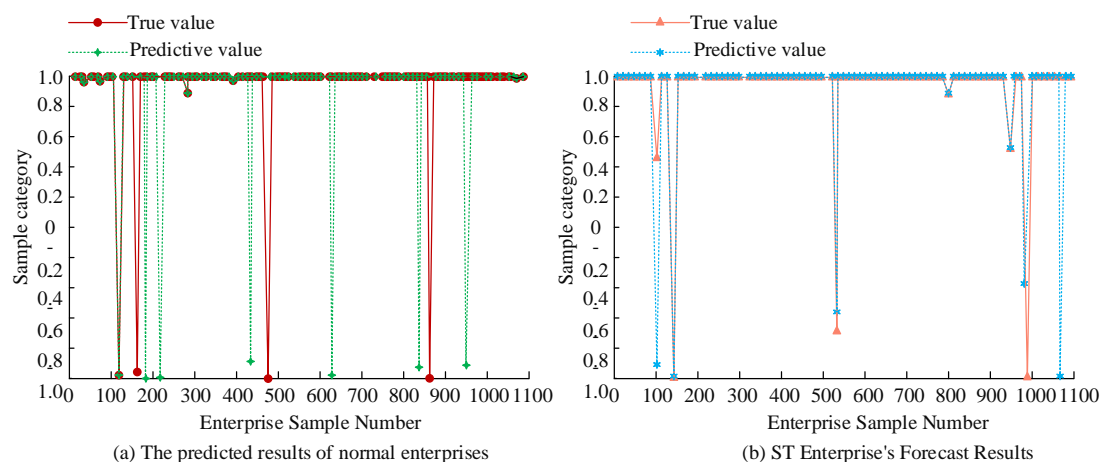 True value
Predictive value
1.0
0.8
0.6
0.4
0.2
0
-
0.2
-
0.4
-
0.6
-
0.8
-
1.0
Sample category
0 100 200 300 400 500 600 700 800 900 1000 1100
Enterprise Sample Number
(a) The predicted results of normal enterprises
True value
Predictive value
1.0
0.8
0.6
0.4
0.2
0
-
0.2
-
0.4
-
0.6
-
0.8
-
1.0
Sample category
0 100 200 300 400 500 600 700 800 900 1000 1100
Enterprise Sample Number
(b) ST Enterprise's Forecast Results